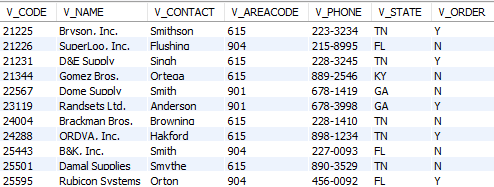 V_CODE V_NAME V_CONTACT V_AREACODE V_PHONE V_STATE V_ORDER
21225 Bryson, Inc. Smithson 615 223-3234 TN Y
21226 SuperLoo, Inc. Flushing 904 215-8995 FL N
21231 D&E Supply Singh 615 228-3245 TN Y
21344 Gomez Bros. Ortega 615 889-2546 KY N
22567 Dome Supply Smith 901 678-1419 GA N
23119 Randsets Ltd. Anderson 901 678-3998 GA Y
24004 Brackman Bros. Browning 615 228-1410 TN N
24288 ORDVA, Inc. Hakford 615 898-1234 TN Y
25443 B&K, Inc. Smith 904 227-0093 FL N
25501 Damal Supplies Smythe 615 890-3529 TN N
25595 Rubicon Systems Orton 904 456-0092 FL Y